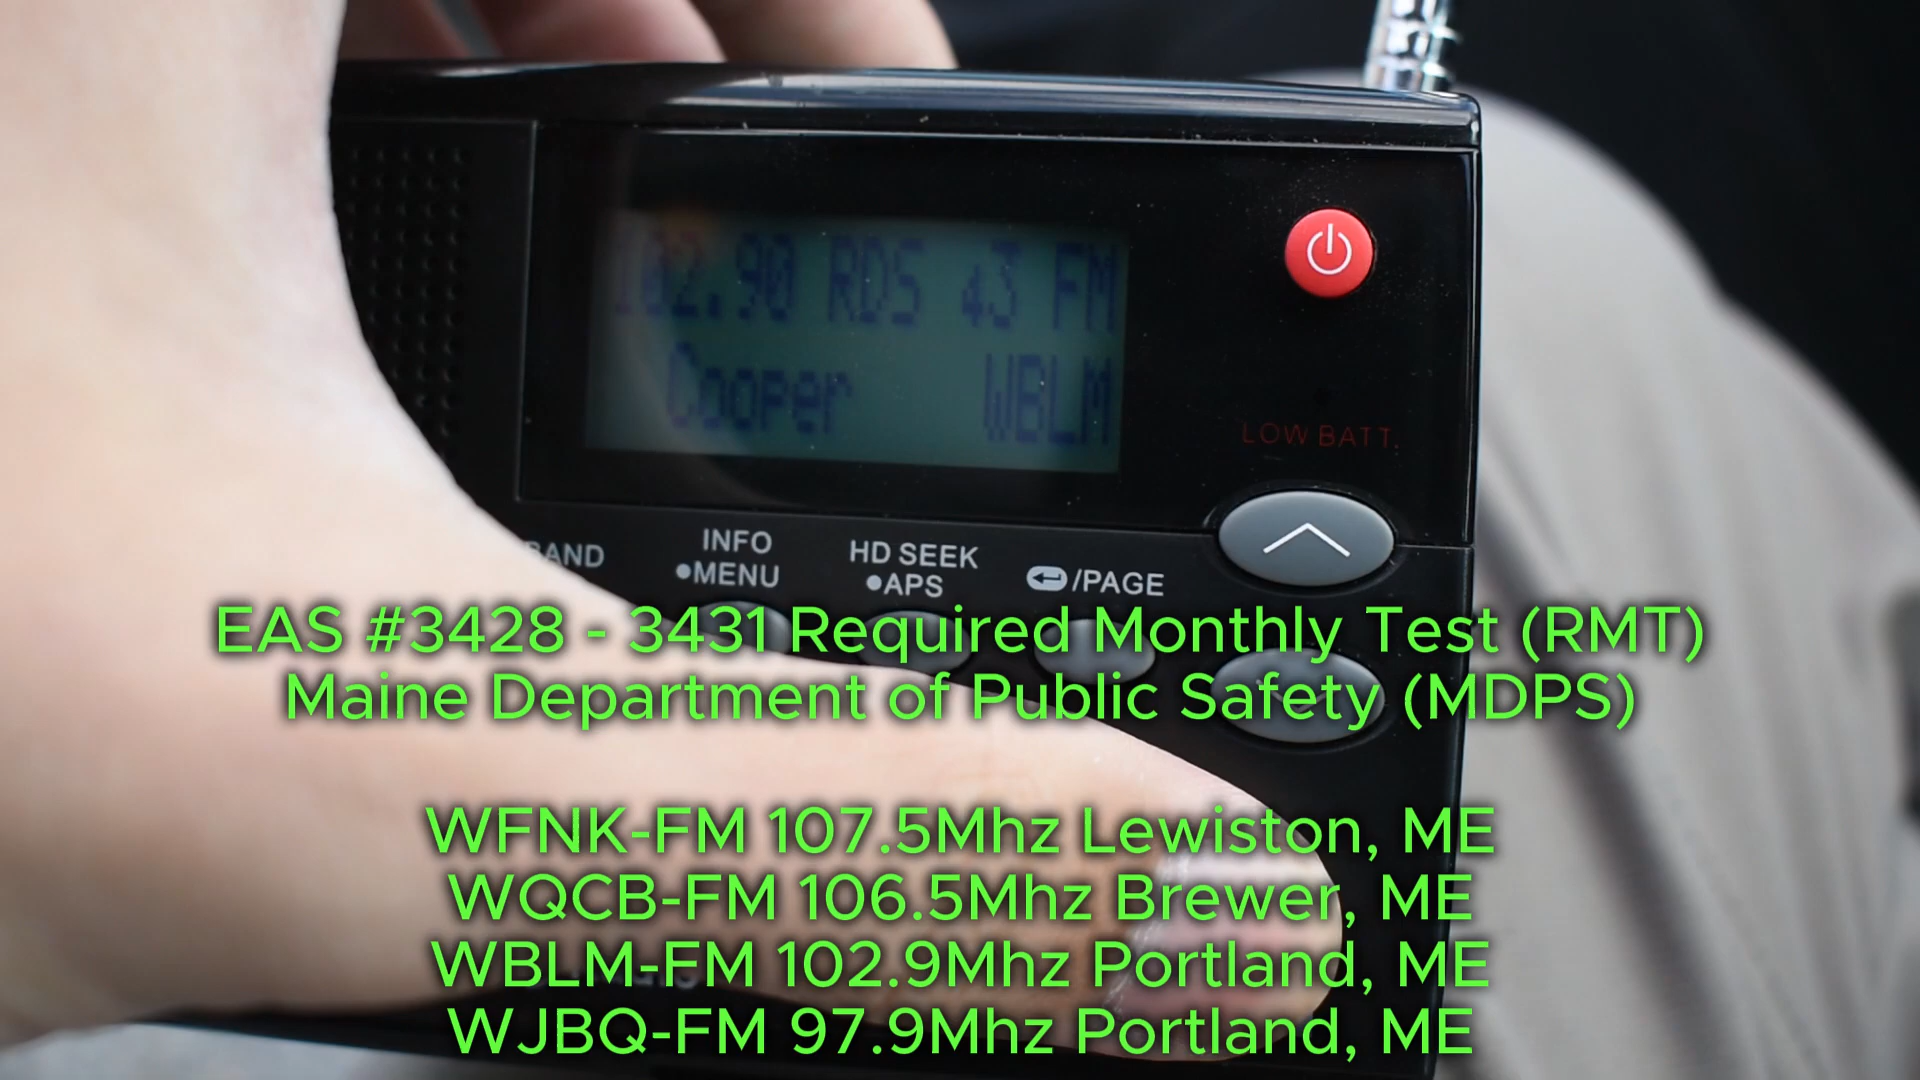 102.90 RDS 43 FM
Cooper WBLM
LOW BATT.
BAND
INFO
●MENU
HD SEEK
●APS
/PAGE
EAS #3428 - 3431 Required Monthly Test (RMT)
Maine Department of Public Safety (MDPS)
WFNK-FM 107.5Mhz Lewiston, ME
WQCB-FM 106.5Mhz Brewer, ME
WBLM-FM 102.9Mhz Portland, ME
WJBQ-FM 97.9Mhz Portland, ME